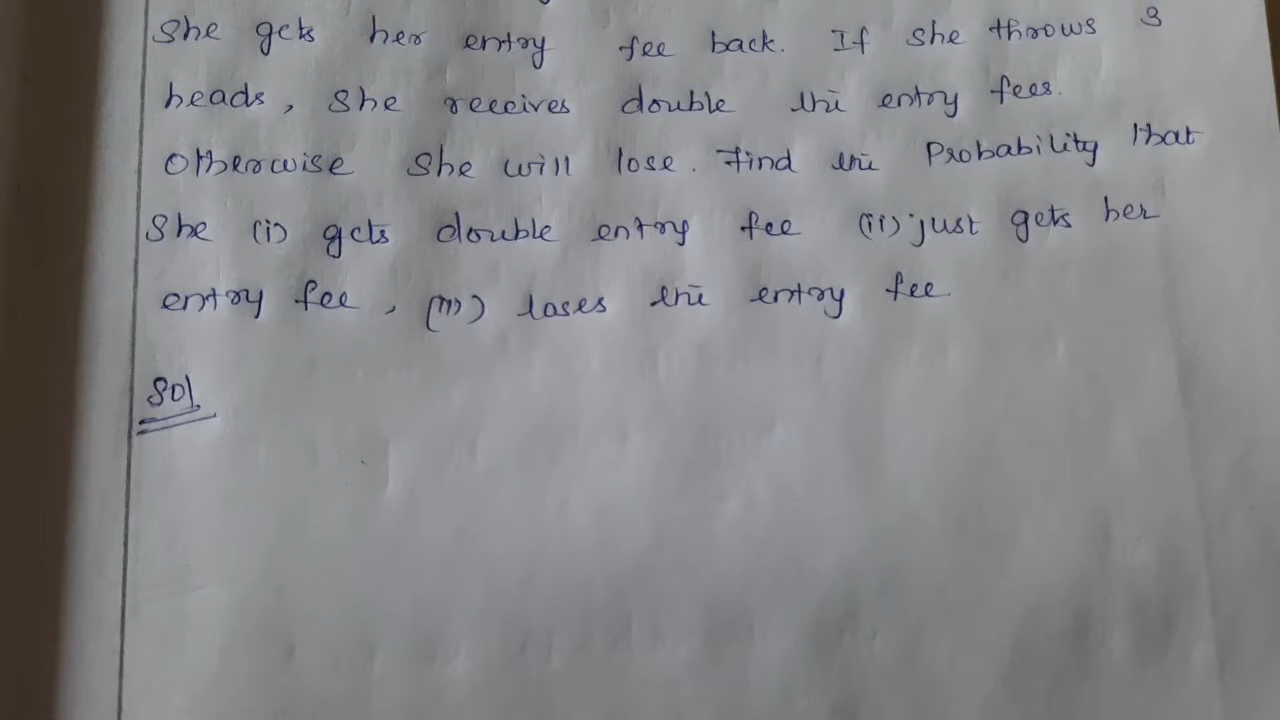 She gets her entry fee back. If she throws 3
heads, she receives double the entry fees.
Otherwise she will lose. Find the Probability that
She (i) gets double entry fee (ii) just gets her
entry fee, (iii) loses the entry fee
Sol